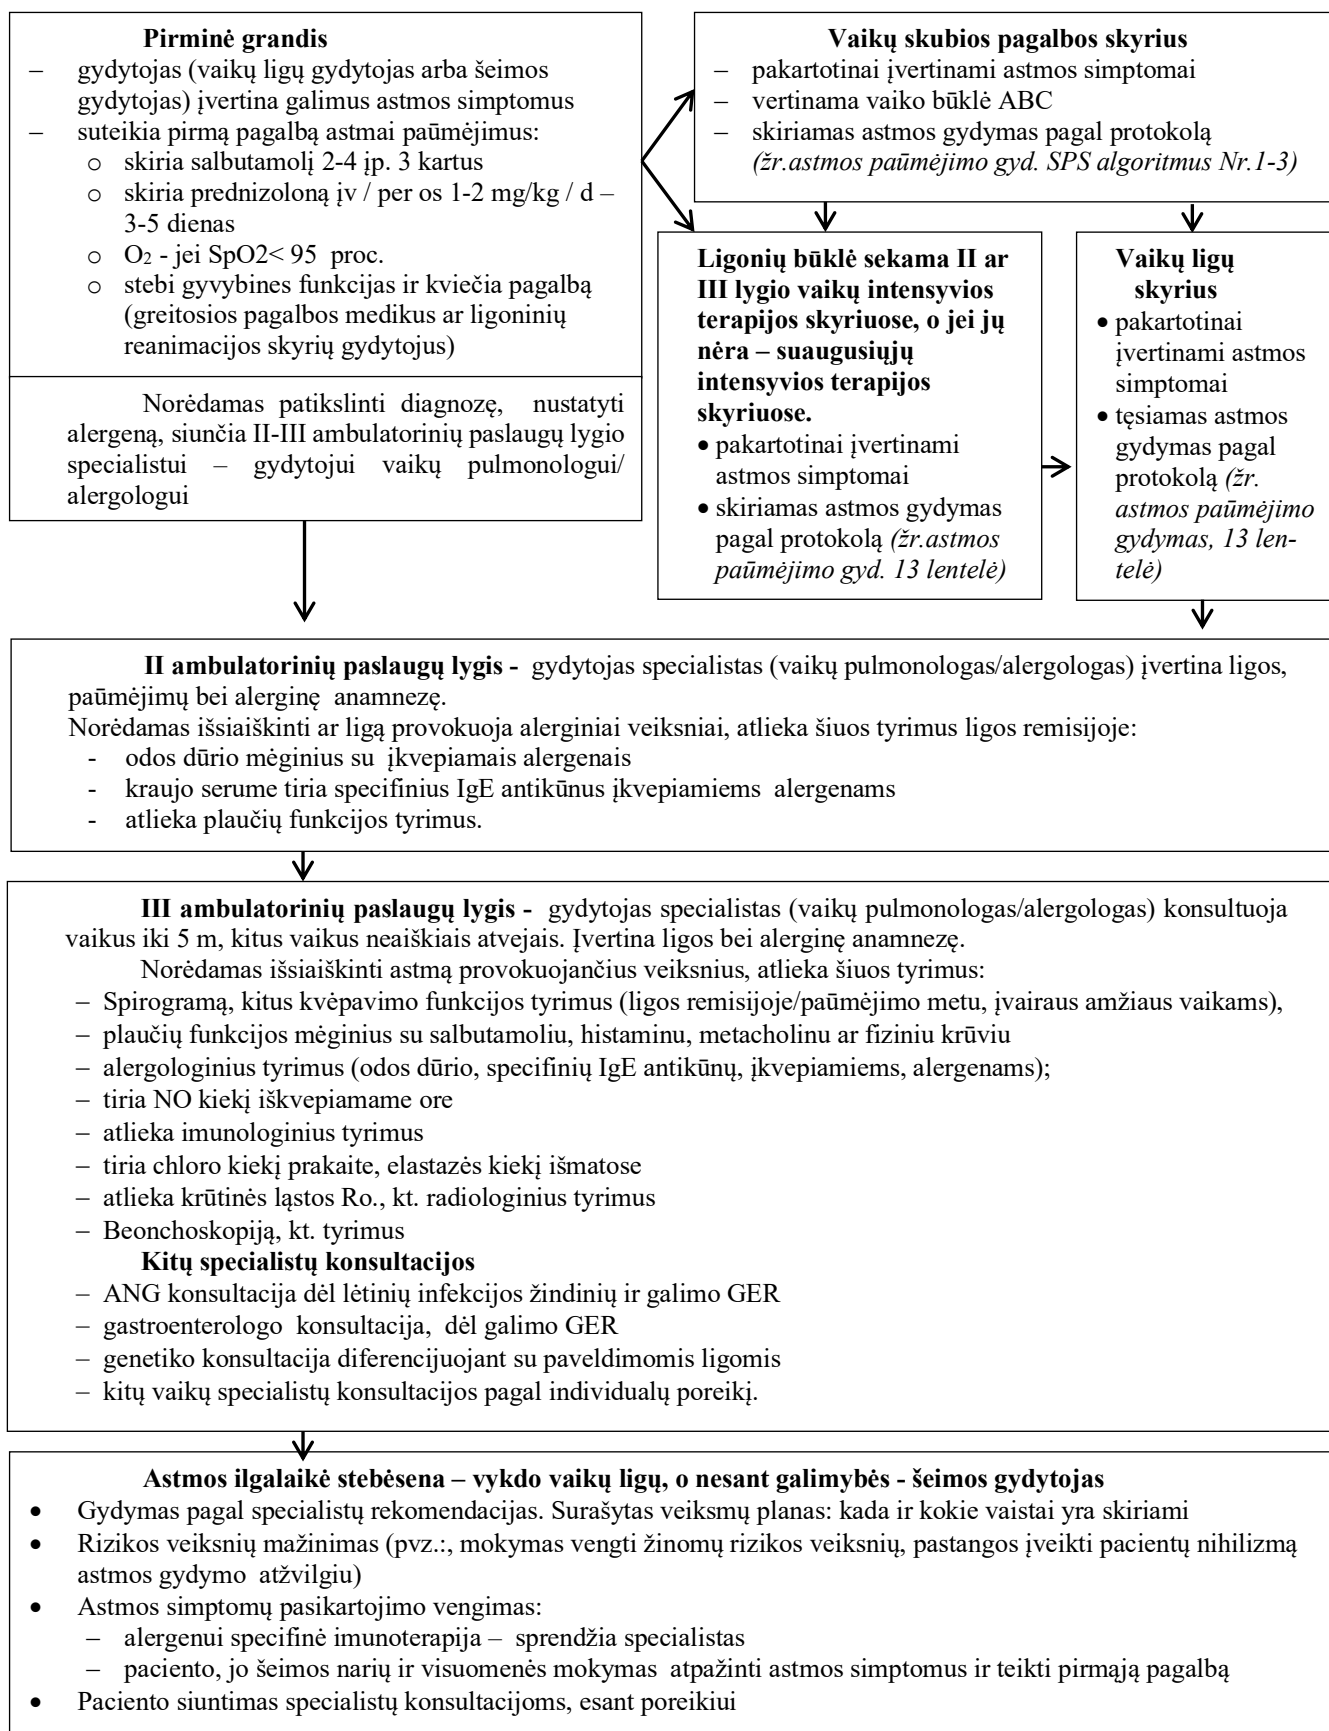 Pirminė grandis
– gydytojas (vaikų ligų gydytojas arba šeimos
gydytojas) įvertina galimus astmos simptomus
– suteikia pirmą pagalbą astmai paūmėjimus:
o skiria salbutamolį 2-4 įp. 3 kartus
o skiria prednizoloną įv / per os 1-2 mg/kg / d –
3-5 dienas
o O2 - jei SpO2< 95 proc.
o stebi gyvybines funkcijas ir kviečia pagalbą
(greitosios pagalbos medikus ar ligoninių
reanimacijos skyrių gydytojus)
Norėdamas patikslinti diagnozę, nustatyti
alergeną, siunčia II-III ambulatorinių paslaugų lygio
specialistui – gydytojui vaikų pulmonologui/
alergologui
Vaikų skubios pagalbos skyrius
– pakartotinai įvertinami astmos simptomai
– vertinama vaiko būklė ABC
– skiriamas astmos gydymas pagal protokolą
(žr.astmos paūmėjimo gyd. SPS algoritmus Nr.1-3)
Ligonių būklė sekama II ar
III lygio vaikų intensyvios
terapijos skyriuose, o jei jų
nėra – suaugusiųjų
intensyvios terapijos
skyriuose.
• pakartotinai įvertinami
astmos simptomai
• skiriamas astmos gydymas
pagal protokolą (žr.astmos
paūmėjimo gyd. 13 lentelė)
Vaikų ligų
skyrius
• pakartotinai
įvertinami astmos
simptomai
• tęsiamas astmos
gydymas pagal
protokolą (žr.
astmos paūmėjimo
gydymas, 13 len-
telė)
II ambulatorinių paslaugų lygis - gydytojas specialistas (vaikų pulmonologas/alergologas) įvertina ligos,
paūmėjimų bei alerginę anamnezę.
Norėdamas išsiaiškinti ar ligą provokuoja alerginiai veiksniai, atlieka šiuos tyrimus ligos remisijoje:
- odos dūrio mėginius su įkvepiamais alergenais
- kraujo serume tiria specifinius IgE antikūnus įkvepiamiems alergenams
- atlieka plaučių funkcijos tyrimus.
III ambulatorinių paslaugų lygis - gydytojas specialistas (vaikų pulmonologas/alergologas) konsultuoja
vaikus iki 5 m, kitus vaikus neaiškiais atvejais. Įvertina ligos bei alerginę anamnezę.
Norėdamas išsiaiškinti astmą provokuojančius veiksnius, atlieka šiuos tyrimus:
– Spirogramą, kitus kvėpavimo funkcijos tyrimus (ligos remisijoje/paūmėjimo metu, įvairaus amžiaus vaikams),
– plaučių funkcijos mėginius su salbutamoliu, histaminu, metacholinu ar fiziniu krūviu
– alergologinius tyrimus (odos dūrio, specifinių IgE antikūnų, įkvepiamiems, alergenams);
– tiria NO kiekį iškvepiamame ore
– atlieka imunologinius tyrimus
– tiria chloro kiekį prakaite, elastazės kiekį išmatose
– atlieka krūtinės ląstos Ro., kt. radiologinius tyrimus
– Beonchoskopiją, kt. tyrimus
Kitų specialistų konsultacijos
– ANG konsultacija dėl lėtinių infekcijos žindinių ir galimo GER
– gastroenterologo konsultacija, dėl galimo GER
– genetiko konsultacija diferencijuojant su paveldimomis ligomis
– kitų vaikų specialistų konsultacijos pagal individualų poreikį.
Astmos ilgalaikė stebėsena – vykdo vaikų ligų, o nesant galimybės - šeimos gydytojas
• Gydymas pagal specialistų rekomendacijas. Surašytas veiksmų planas: kada ir kokie vaistai yra skiriami
• Rizikos veiksnių mažinimas (pvz.:, mokymas vengti žinomų rizikos veiksnių, pastangos įveikti pacientų nihilizmą
astmos gydymo atžvilgiu)
• Astmos simptomų pasikartojimo vengimas:
– alergenui specifinė imunoterapija – sprendžia specialistas
– paciento, jo šeimos narių ir visuomenės mokymas atpažinti astmos simptomus ir teikti pirmąją pagalbą
• Paciento siuntimas specialistų konsultacijoms, esant poreikiui